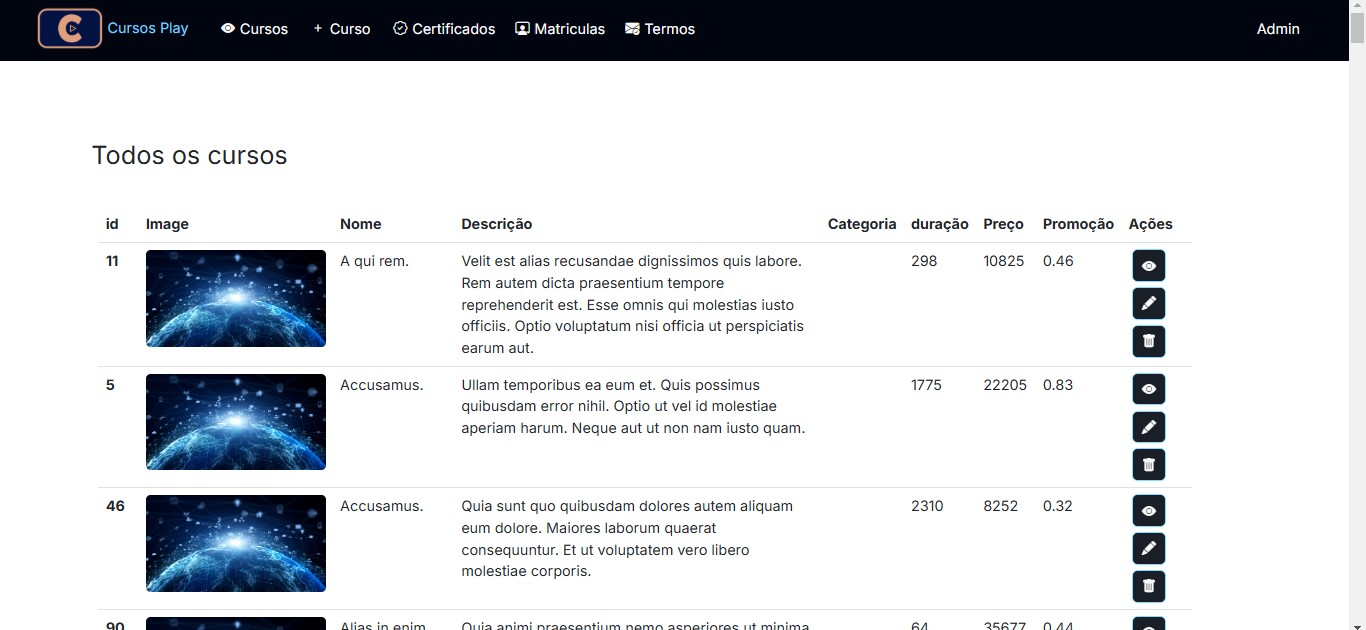 C Cursos Play Cursos + Curso Certificados Matriculas Termos Admin
Todos os cursos
id Image Nome Descrição Categoria duração Preço Promoção Ações
11 A qui rem. Velit est alias recusandae dignissimos quis labore. 298 10825 0.46
Rem autem dicta praesentium tempore
reprehenderit est. Esse omnis qui molestias iusto
officiis. Optio voluptatum nisi officia ut perspiciatis
earum aut.
5 Accusamus. Ullam temporibus ea eum et. Quis possimus 1775 22205 0.83
quibusdam error nihil. Optio ut vel id molestiae
aperiam harum. Neque aut ut non nam iusto quam.
46 Accusamus. Quia sunt quo quibusdam dolores autem aliquam 2310 8252 0.32
eum dolore. Maiores laborum quaerat
consequuntur. Et ut voluptatem vero libero
molestiae corporis.
90 Alias in enim Quia animi praesentium nemo asperiores ut minima 64 35677 0.44